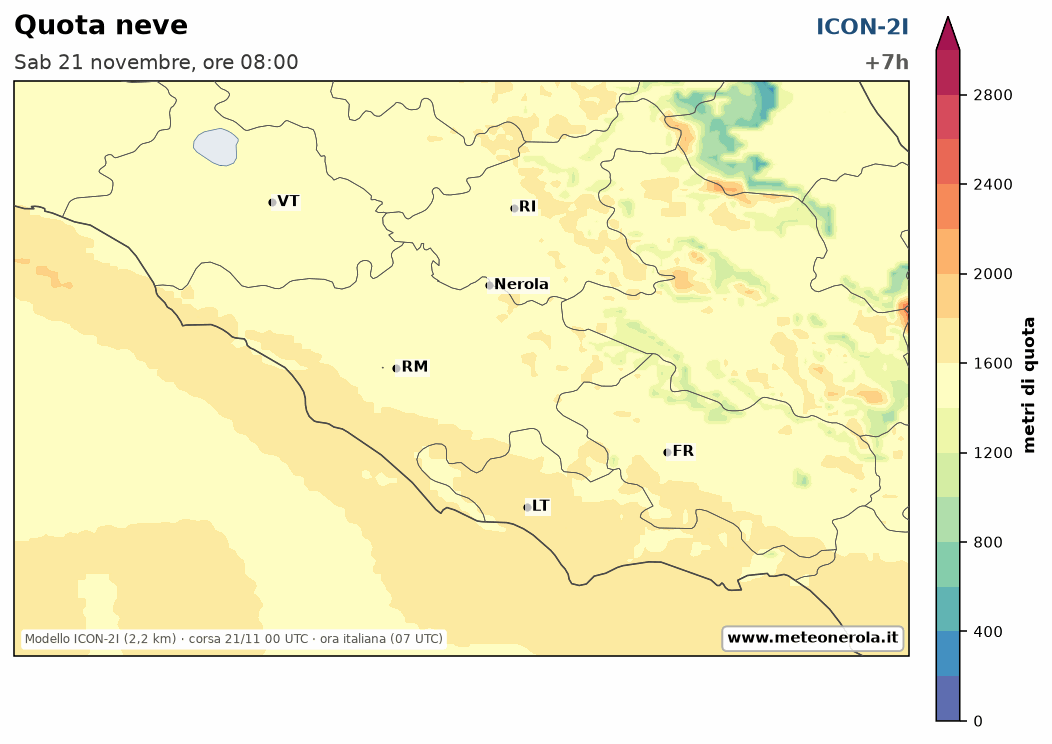 Quota neve
ICON-2I
Sab 21 novembre, ore 08:00
+7h
VT
RI
Nerola
RM
FR
LT
2800
2400
2000
1600
1200
800
400
0
metri di quota
Modello ICON-2I (2,2 km) · corsa 21/11 00 UTC · ora italiana (07 UTC)
www.meteonerola.it